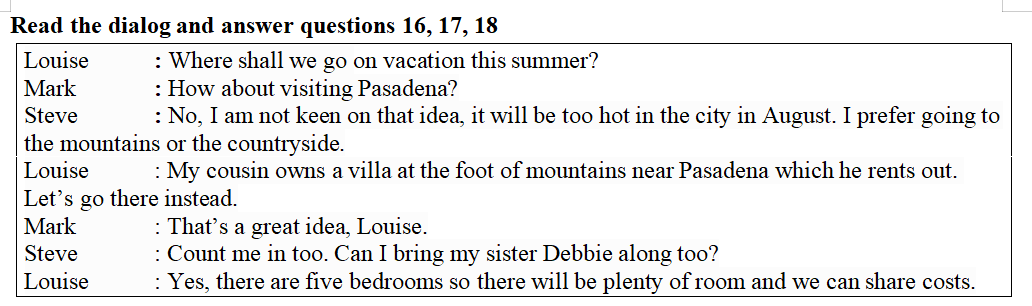 Read the dialog and answer questions 16, 17, 18
Louise : Where shall we go on vacation this summer?
Mark : How about visiting Pasadena?
Steve : No, I am not keen on that idea, it will be too hot in the city in August. I prefer going to
the mountains or the countryside.
Louise : My cousin owns a villa at the foot of mountains near Pasadena which he rents out.
Let’s go there instead.
Mark : That’s a great idea, Louise.
Steve : Count me in too. Can I bring my sister Debbie along too?
Louise : Yes, there are five bedrooms so there will be plenty of room and we can share costs.